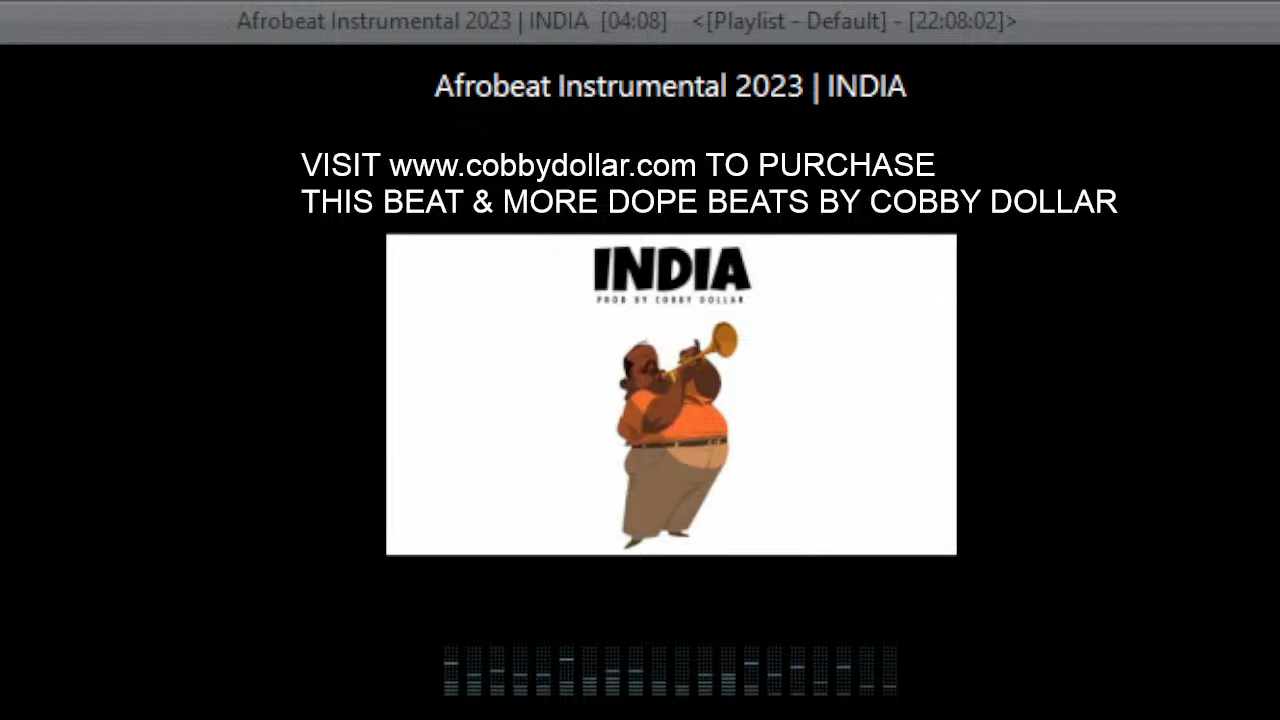 Afrobeat Instrumental 2023 | INDIA [04:08] <[Playlist - Default] - [22:08:02]>
Afrobeat Instrumental 2023 | INDIA
VISIT www.cobbydollar.com TO PURCHASE
THIS BEAT & MORE DOPE BEATS BY COBBY DOLLAR
INDIA
PROD BY COBBY DOLLAR